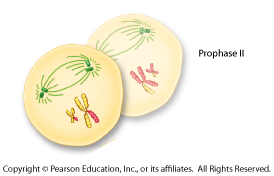 Prophase II
Copyright © Pearson Education, Inc., or its affiliates. All Rights Reserved.